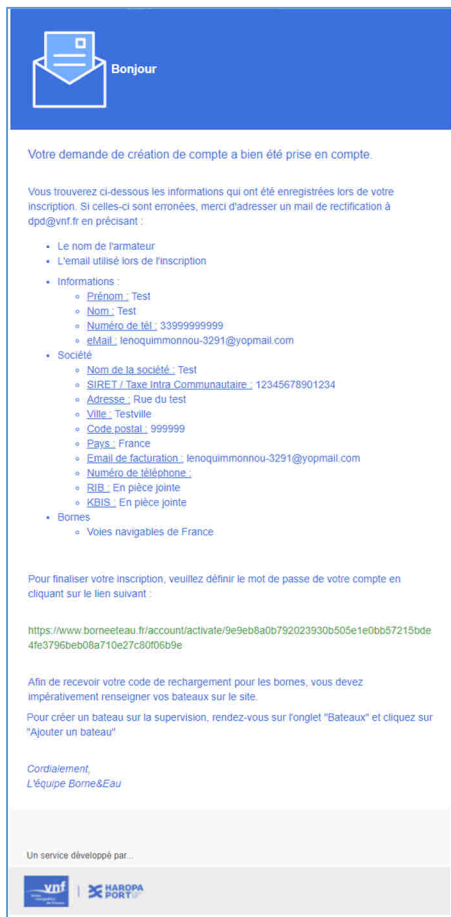 Bonjour
Votre demande de création de compte a bien été prise en compte.
Vous trouverez ci-dessous les informations qui ont été enregistrées lors de votre
inscription. Si celles-ci sont erronées, merci d'adresser un mail de rectification à
dpd@vnf.fr en précisant :
• Le nom de l'armateur
• L'email utilisé lors de l'inscription
• Informations :
Prénom : Test
Nom : Test
Numéro de tél : 33999999999
eMail : lenoquimmonnou-3291@yopmail.com
• Société
Nom de la société : Test
SIRET / Taxe Intra Communautaire : 12345678901234
Adresse : Rue du test
Ville : Testville
Code postal : 999999
Pays : France
Email de facturation : lenoquimmonnou-3291@yopmail.com
Numéro de téléphone :
RIB : En pièce jointe
KBIS : En pièce jointe
• Bornes
Voies navigables de France
Pour finaliser votre inscription, veuillez définir le mot de passe de votre compte en
cliquant sur le lien suivant :
https://www.borneeteau.fr/account/activate/9e9eb8a0b792023930b505e1e0bb57215bde
4fe3796beb08a710e27c80f06b9e
Afin de recevoir votre code de rechargement pour les bornes, vous devez
impérativement renseigner vos bateaux sur le site.
Pour créer un bateau sur la supervision, rendez-vous sur l'onglet "Bateaux" et cliquez sur
"Ajouter un bateau"
Cordialement,
L'équipe Borne&Eau
Un service développé par...
vnf
HAROPA
PORT